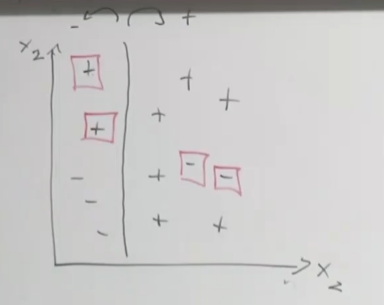 - +
x₂
+ +
+
+ +
- + - -
-
- + +
x₂